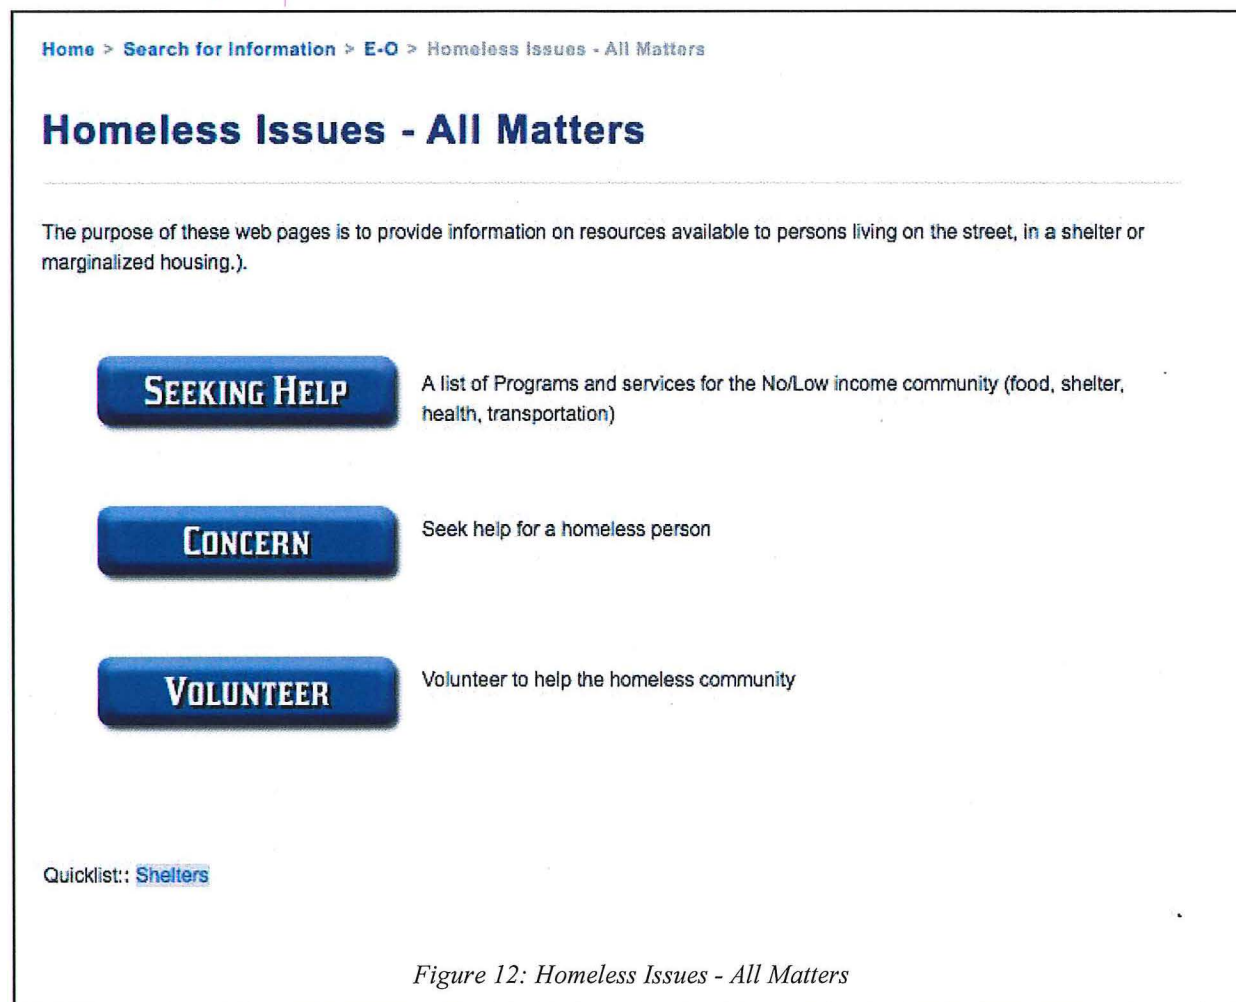 Home > Search for Information > E-O > Homeless Issues - All Matters
Homeless Issues - All Matters
The purpose of these web pages is to provide information on resources available to persons living on the street, in a shelter or
marginalized housing.).
SEEKING HELP
A list of Programs and services for the No/Low income community (food, shelter,
health, transportation)
CONCERN
Seek help for a homeless person
VOLUNTEER
Volunteer to help the homeless community
Quicklist:: Shelters
Figure 12: Homeless Issues - All Matters